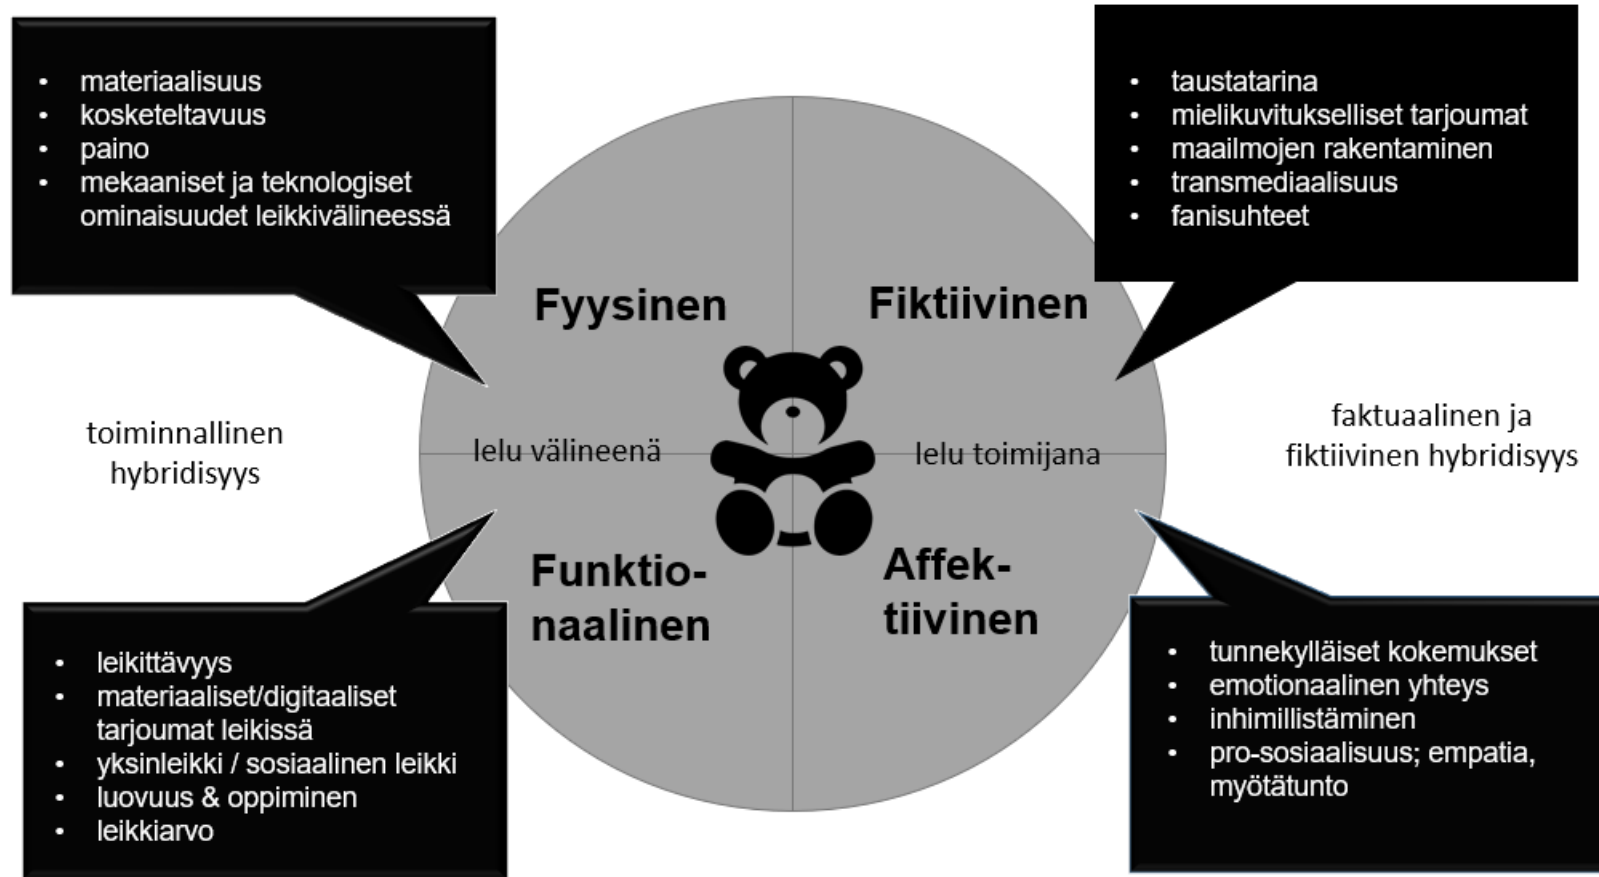 • materiaalisuus
• kosketeltavuus
• paino
• mekaaniset ja teknologiset
ominaisuudet leikkivälineessä
• taustatarina
• mielikuvitukselliset tarjoumat
• maailmojen rakentaminen
• transmediaalisuus
• fanisuhteet
Fyysinen
Fiktiivinen
toiminnallinen
hybridisyys
lelu välineenä
lelu toimijana
faktuaalinen ja
fiktiivinen hybridisyys
Funktio-
naalinen
Affek-
tiivinen
• leikittävyys
• materiaaliset/digitaaliset
tarjoumat leikissä
• yksinleikki / sosiaalinen leikki
• luovuus & oppiminen
• leikkiarvo
• tunnekylläiset kokemukset
• emotionaalinen yhteys
• inhimillistäminen
• pro-sosiaalisuus; empatia,
myötätunto